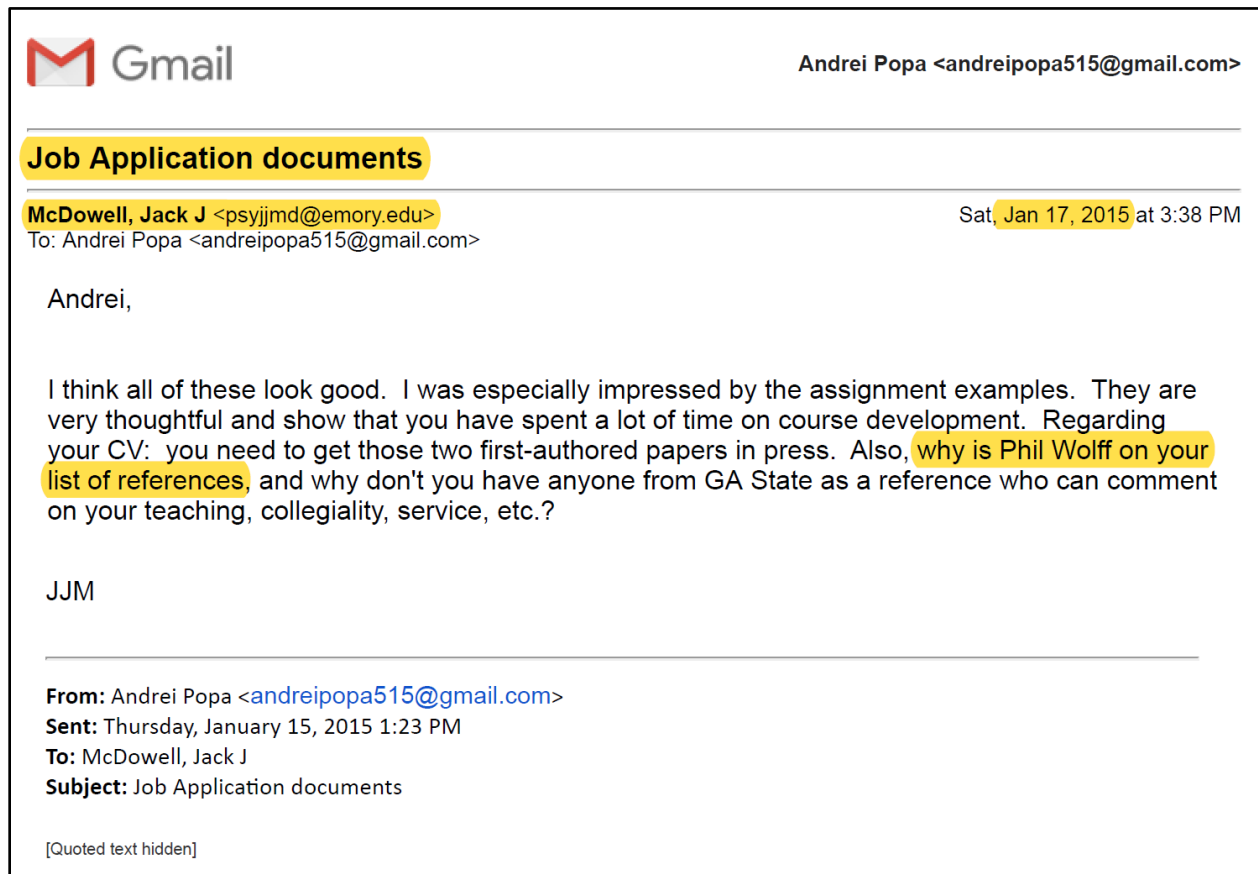 Gmail
Andrei Popa <andreipopa515@gmail.com>
Job Application documents
McDowell, Jack J <psyjjmd@emory.edu>
Sat, Jan 17, 2015 at 3:38 PM
To: Andrei Popa <andreipopa515@gmail.com>
Andrei,
I think all of these look good.  I was especially impressed by the assignment examples.  They are
very thoughtful and show that you have spent a lot of time on course development.  Regarding
your CV:  you need to get those two first-authored papers in press.  Also, why is Phil Wolff on your
list of references, and why don't you have anyone from GA State as a reference who can comment
on your teaching, collegiality, service, etc.?
JJM
From: Andrei Popa <andreipopa515@gmail.com>
Sent: Thursday, January 15, 2015 1:23 PM
To: McDowell, Jack J
Subject: Job Application documents
[Quoted text hidden]